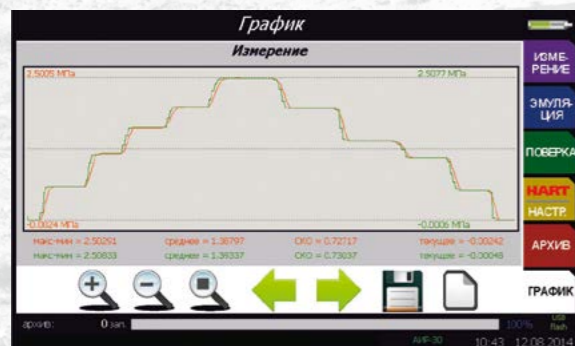 График
Измерение
ИЗМЕ-
РЕНИЕ
2.5005 МПа 2.5077 МПа
ЭМУЛЯ-
ЦИЯ
ПОВЕРКА
HART
НАСТР.
-0.0024 МПа -0.0006 МПа
макс-мин = 2.50291 среднее = 1.38797 СКО = 0.72717 текущее = -0.00242
макс-мин = 2.50833 среднее = 1.39337 СКО = 0.73037 текущее = -0.00048
АРХИВ
ГРАФИК
архив: 0 зап. 100% USB
flash
АИР-30 10:43 12.08.2014